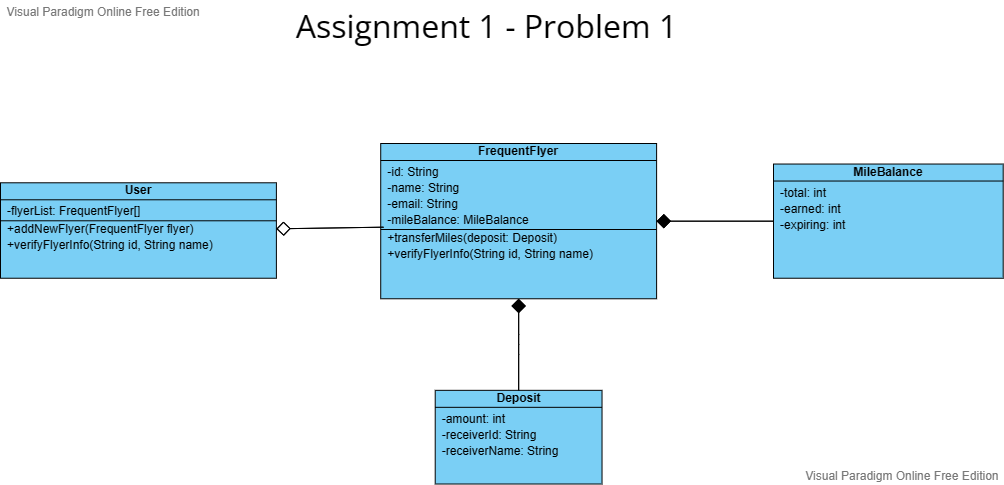 Visual Paradigm Online Free Edition
Assignment 1 - Problem 1
User
-flyerList: FrequentFlyer[]
+addNewFlyer(FrequentFlyer flyer)
+verifyFlyerInfo(String id, String name)
FrequentFlyer
-id: String
-name: String
-email: String
-mileBalance: MileBalance
+transferMiles(deposit: Deposit)
+verifyFlyerInfo(String id, String name)
MileBalance
-total: int
-earned: int
-expiring: int
Deposit
-amount: int
-receiverId: String
-receiverName: String
Visual Paradigm Online Free Edition